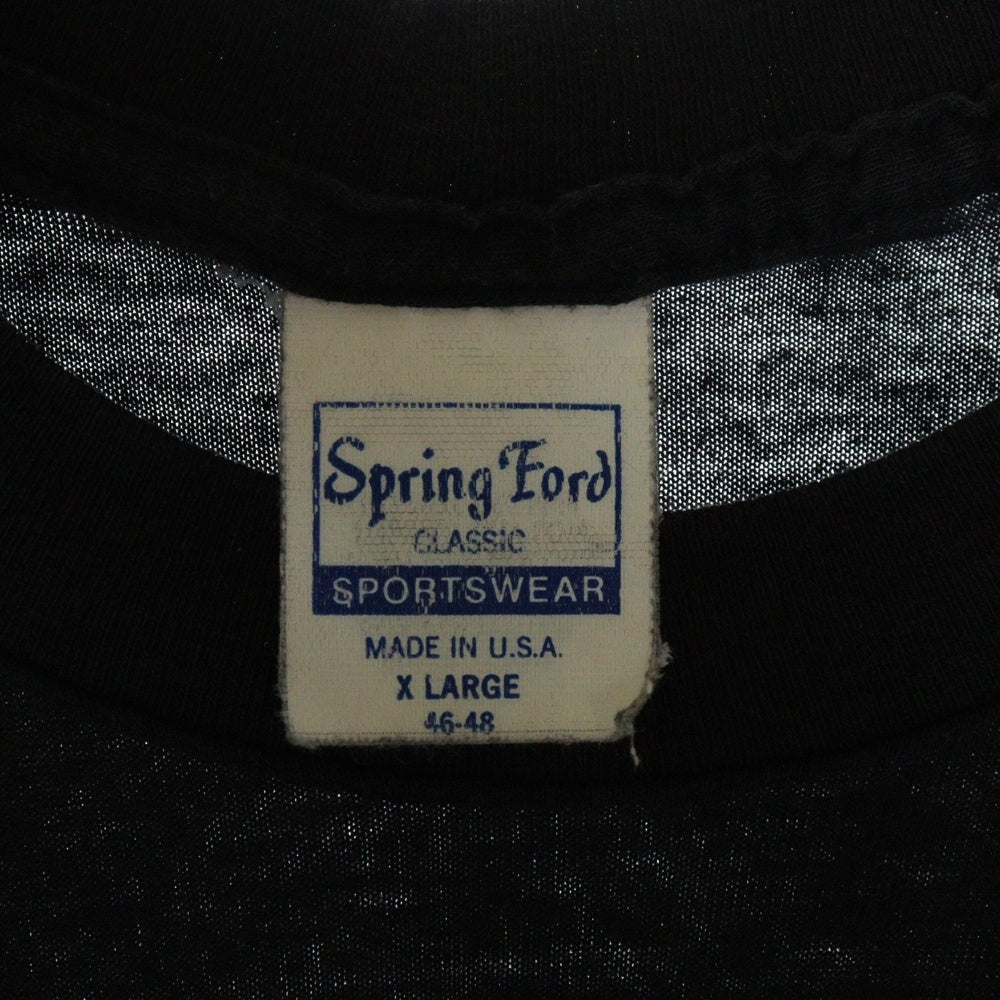 Spring Ford
CLASSIC
SPORTSWEAR
MADE IN U.S.A.
X LARGE
46-48